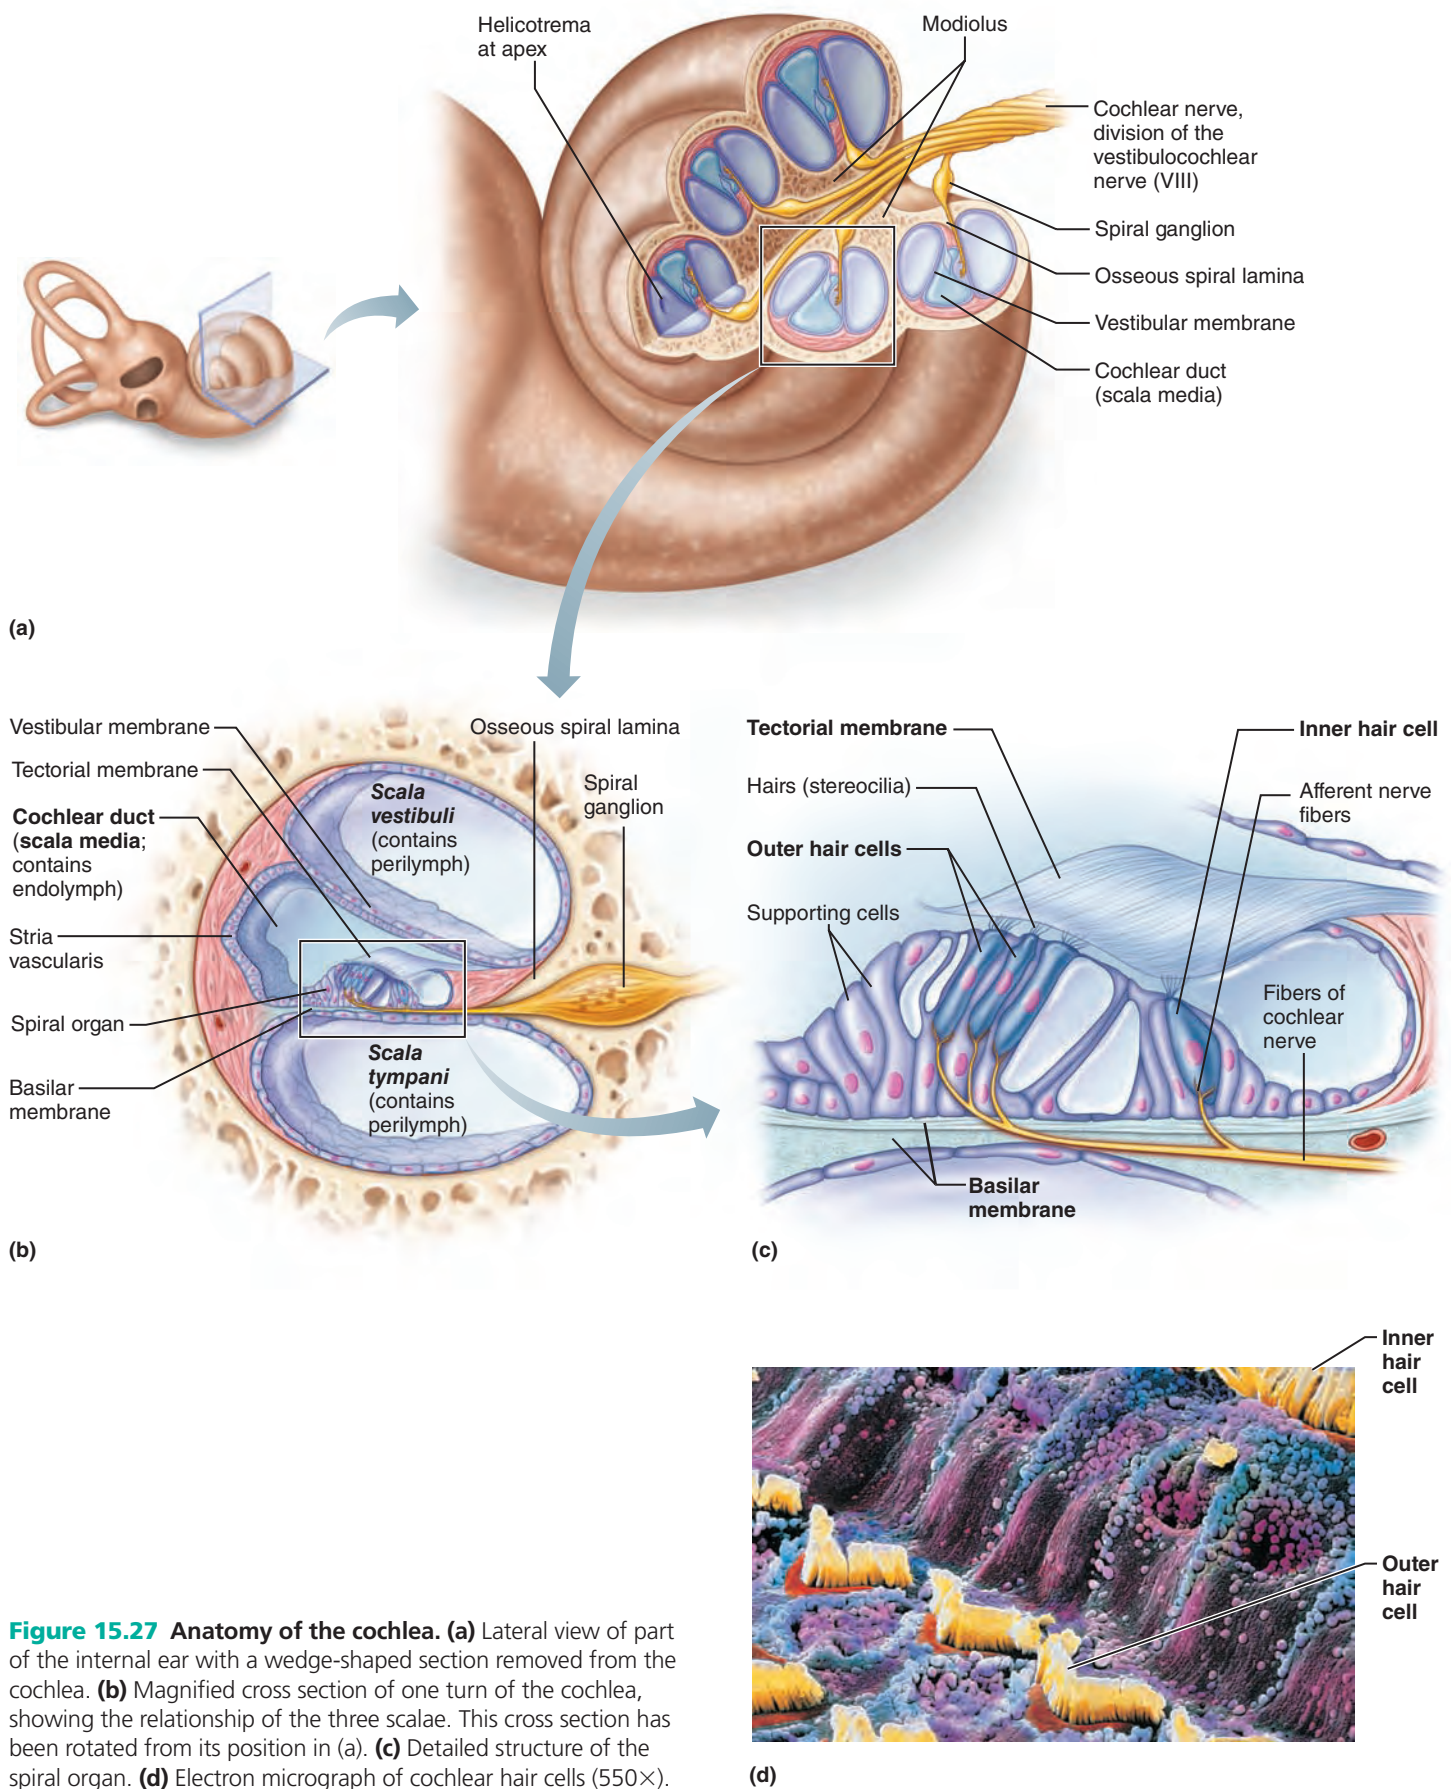 Helicotrema
at apex
Modiolus
Cochlear nerve,
division of the
vestibulocochlear
nerve (VIII)
Spiral ganglion
Osseous spiral lamina
Vestibular membrane
Cochlear duct
(scala media)
(a)
Vestibular membrane
Tectorial membrane
Cochlear duct
(scala media;
contains
endolymph)
Stria
vascularis
Spiral organ
Basilar
membrane
Osseous spiral lamina
Spiral
ganglion
Scala
vestibuli
(contains
perilymph)
Scala
tympani
(contains
perilymph)
(b)
Tectorial membrane
Hairs (stereocilia)
Outer hair cells
Supporting cells
Inner hair cell
Afferent nerve
fibers
Fibers of
cochlear
nerve
Basilar
membrane
(c)
Inner
hair
cell
Outer
hair
cell
(d)
Figure 15.27 Anatomy of the cochlea. (a) Lateral view of part
of the internal ear with a wedge-shaped section removed from the
cochlea. (b) Magnified cross section of one turn of the cochlea,
showing the relationship of the three scalae. This cross section has
been rotated from its position in (a). (c) Detailed structure of the
spiral organ. (d) Electron micrograph of cochlear hair cells (550×).